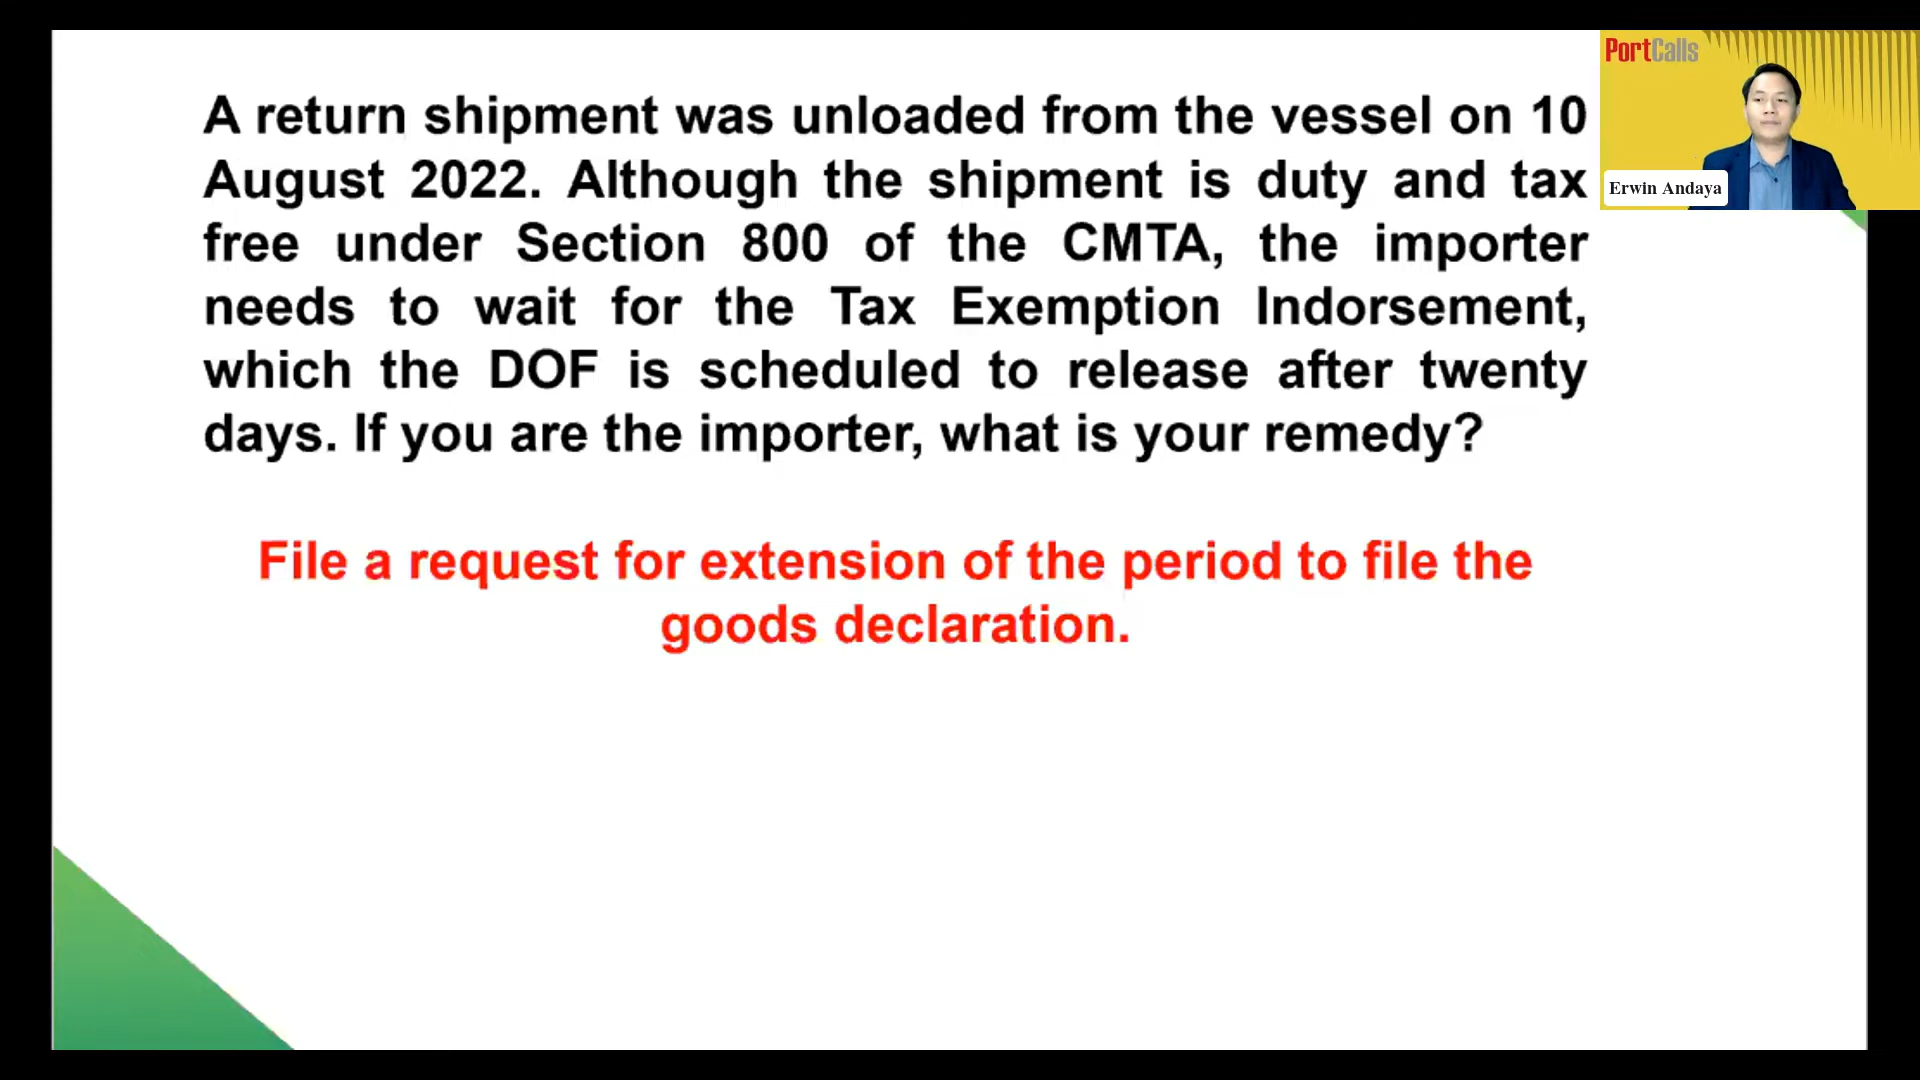 PortCalls
Erwin Andaya
A return shipment was unloaded from the vessel on 10
August 2022. Although the shipment is duty and tax
free under Section 800 of the CMTA, the importer
needs to wait for the Tax Exemption Indorsement,
which the DOF is scheduled to release after twenty
days. If you are the importer, what is your remedy?
File a request for extension of the period to file the
goods declaration.